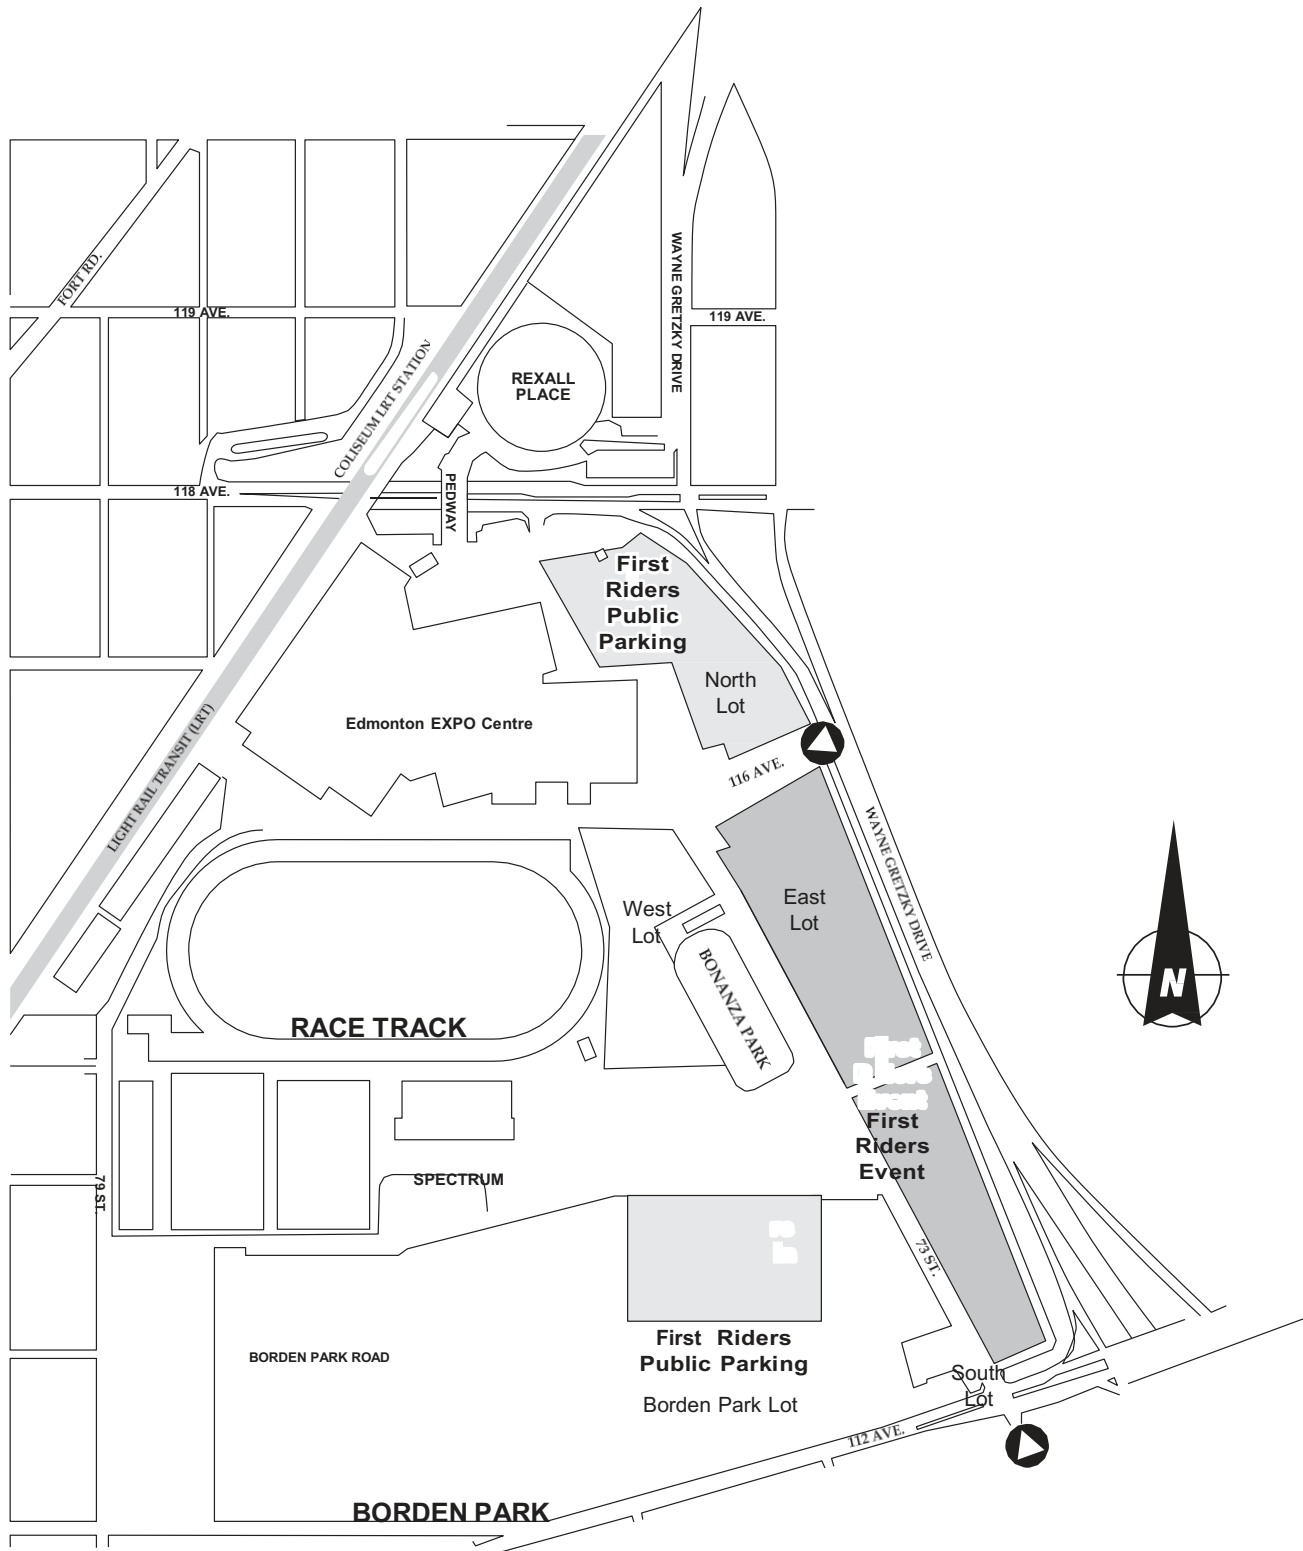 FORT RD.
119 AVE.
WAYNE GRETZKY DRIVE
119 AVE.
COLISEUM LRT STATION
REXALL
PLACE
118 AVE.
PEDWAY
First
Riders
Public
Parking
North
Lot
Edmonton EXPO Centre
LIGHT RAIL TRANSIT (LRT)
116 AVE.
WAYNE GRETZKY DRIVE
East
Lot
West
Lot
BONANZA PARK
N
RACE TRACK
First
Riders
Event
SPECTRUM
79 ST.
73 ST.
First Riders
Public Parking
BORDEN PARK ROAD
South
Lot
Borden Park Lot
112 AVE.
BORDEN PARK